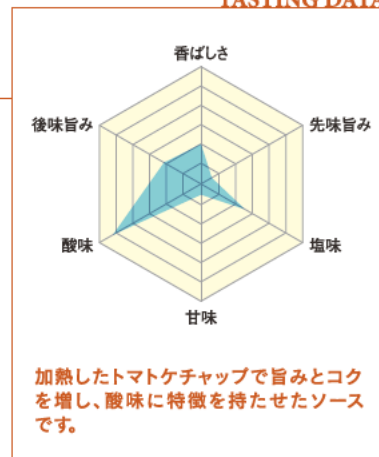 TASTING DATA
香ばしさ
後味旨み
先味旨み
酸味
塩味
甘味
加熱したトマトケチャップで旨みとコク
を増し、酸味に特徴を持たせたソース
です。